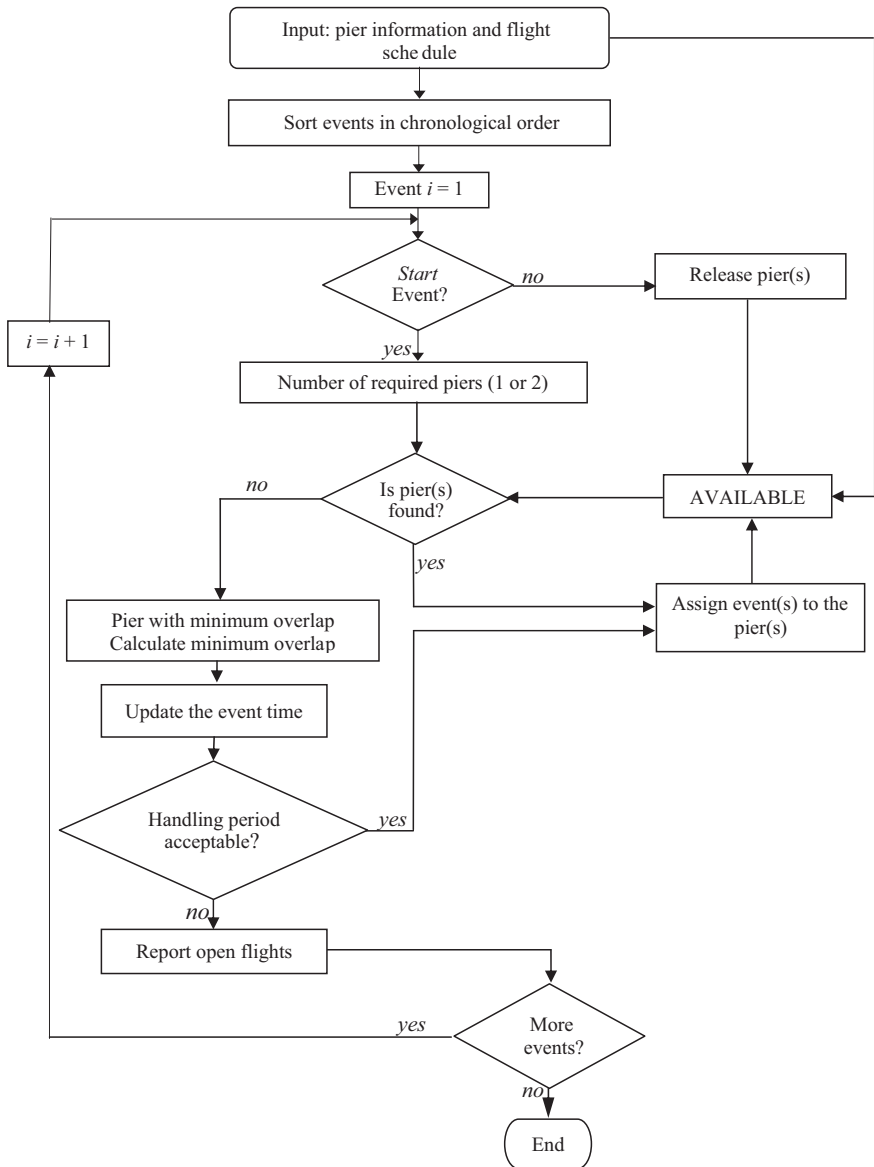 Input: pier information and flight
sche dule
Sort events in chronological order
Event i = 1
Start
Event?
no
Release pier(s)
i = i + 1
yes
Number of required piers (1 or 2)
no
Is pier(s)
found?
AVAILABLE
yes
Pier with minimum overlap
Calculate minimum overlap
Assign event(s) to the
pier(s)
Update the event time
Handling period
acceptable?
yes
no
Report open flights
yes
More
events?
no
End